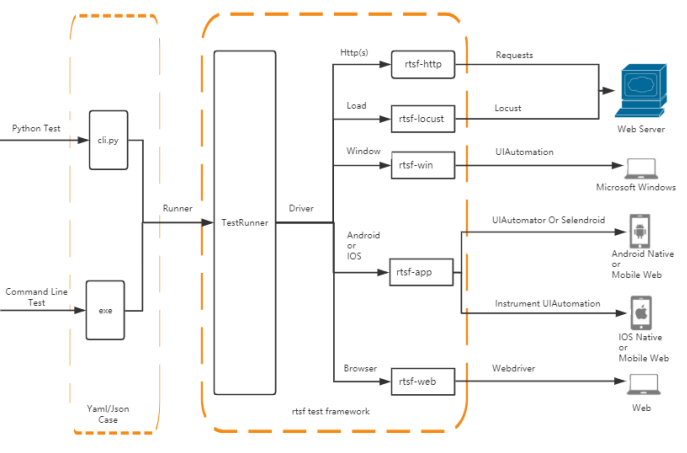 Python Test
cli.py
Command Line
Test
exe
Yaml/Json
Case
Runner
TestRunner
Driver
Http(s)
rtsf-http
Requests
Load
rtsf-locust
Locust
Web Server
Window
rtsf-win
UIAutomation
Microsoft Windows
Android
or
IOS
rtsf-app
UIAutomator Or Selendroid
Android Native
or
Mobile Web
Instrument UIAutomation
IOS Native
or
Mobile Web
Browser
rtsf-web
Webdriver
Web
rtsf test framework